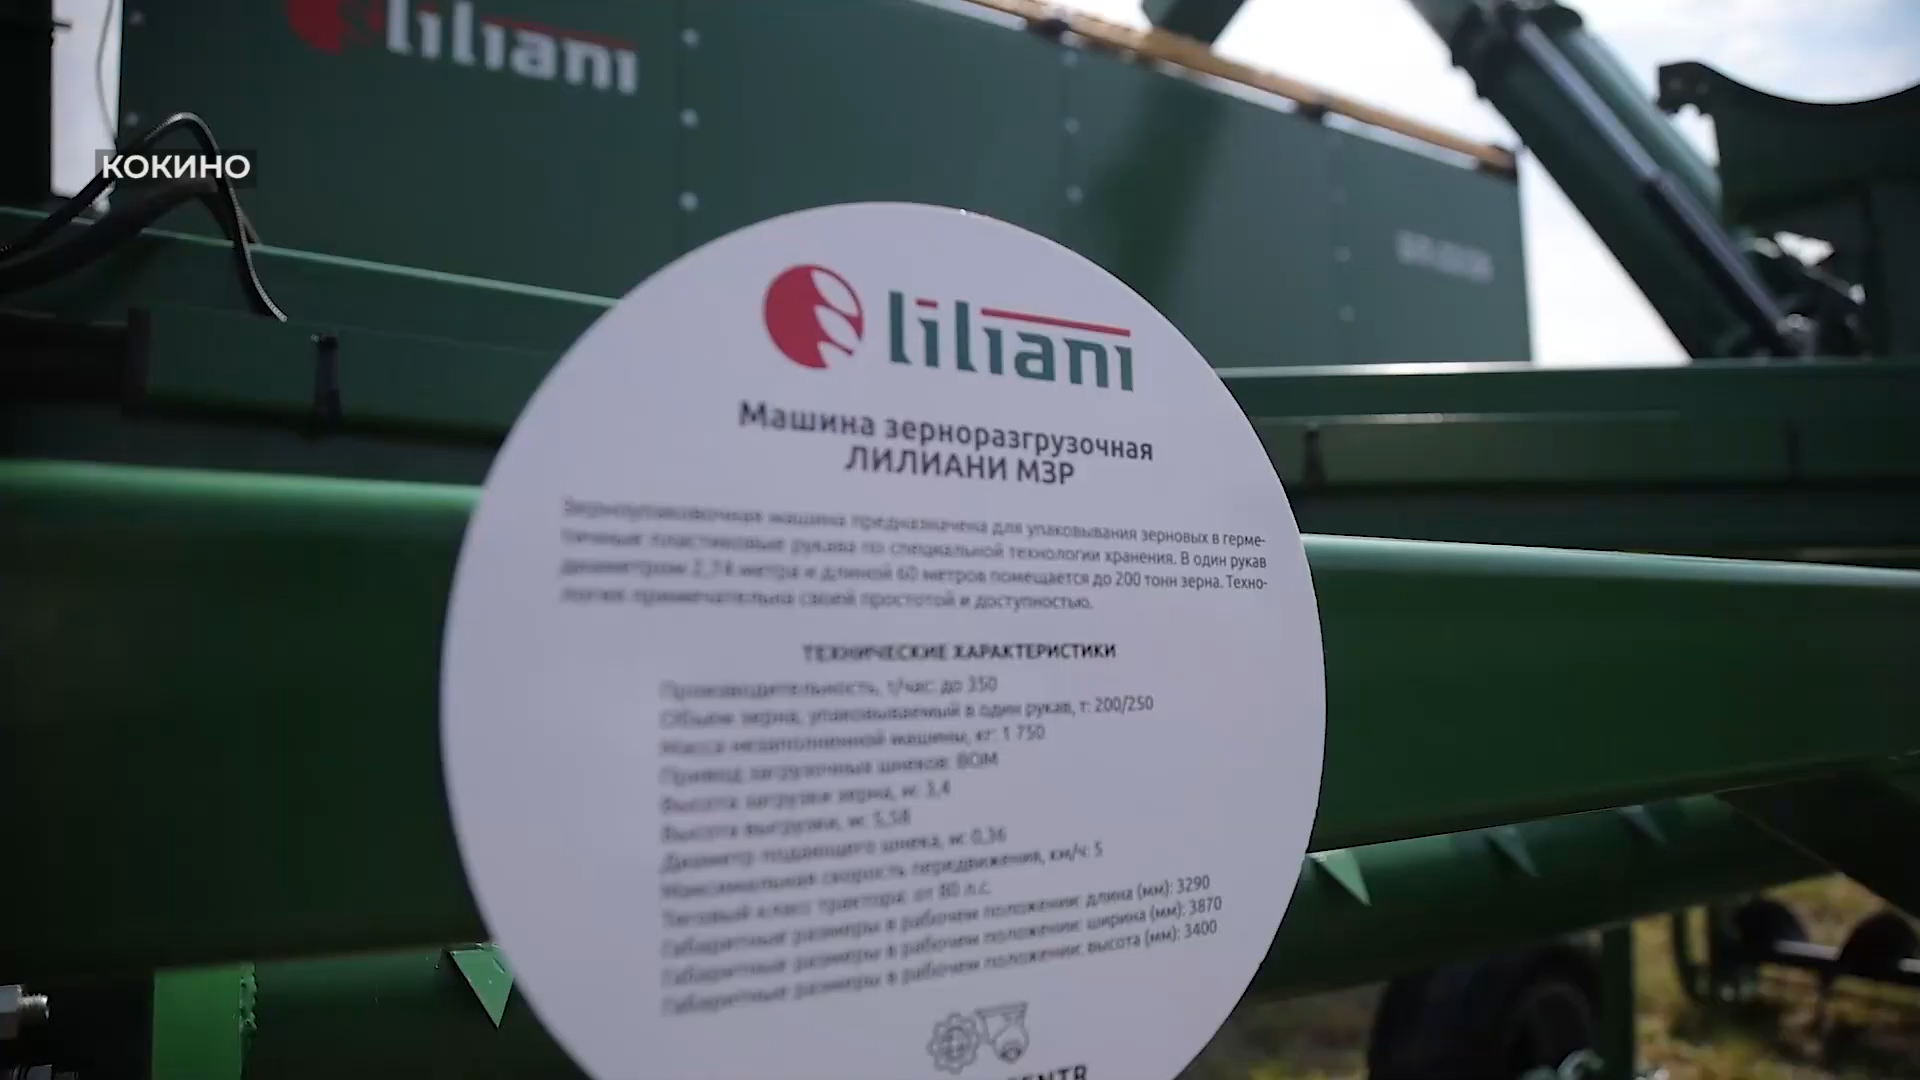 liliani
КОКИНО
liliani
Машина зерноразгрузочная
ЛИЛИАНИ МЗР
Зерноупаковочная машина предназначена для упаковывания зерновых в герме-
тичные пластиковые рукава по специальной технологии хранения. В один рукав
диаметром 2,74 метра и длиной 60 метров помещается до 200 тонн зерна. Техно-
логия примечательна своей простотой и доступностью.
ТЕХНИЧЕСКИЕ ХАРАКТЕРИСТИКИ
Производительность, т/час: до 350
Объем зерна, упаковываемый в один рукав, т: 200/250
Масса незаполненной машины, кг: 1 750
Привод загрузочных шнеков: ВОМ
Высота загрузки зерна, м: 3,4
Высота выгрузки, м: 5,58
Диаметр подающего шнека, м: 0,36
Максимальная скорость передвижения, км/ч: 5
Тяговый класс трактора: от 80 л.с.
Габаритные размеры в рабочем положении: длина (мм): 3290
Габаритные размеры в рабочем положении: ширина (мм): 3870
Габаритные размеры в рабочем положении: высота (мм): 3400